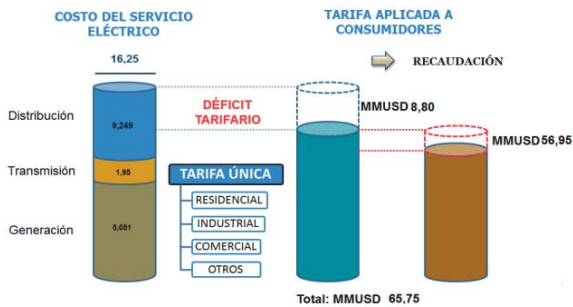 COSTO DEL SERVICIO
ELÉCTRICO
TARIFA APLICADA A
CONSUMIDORES
16,25
RECAUDACIÓN
DÉFICIT
TARIFARIO
MMUSD 8,80
Distribución
9,249
MMUSD 56,95
Transmisión
1,95
TARIFA ÚNICA
RESIDENCIAL
INDUSTRIAL
Generación
5,051
COMERCIAL
OTROS
Total: MMUSD 65,75